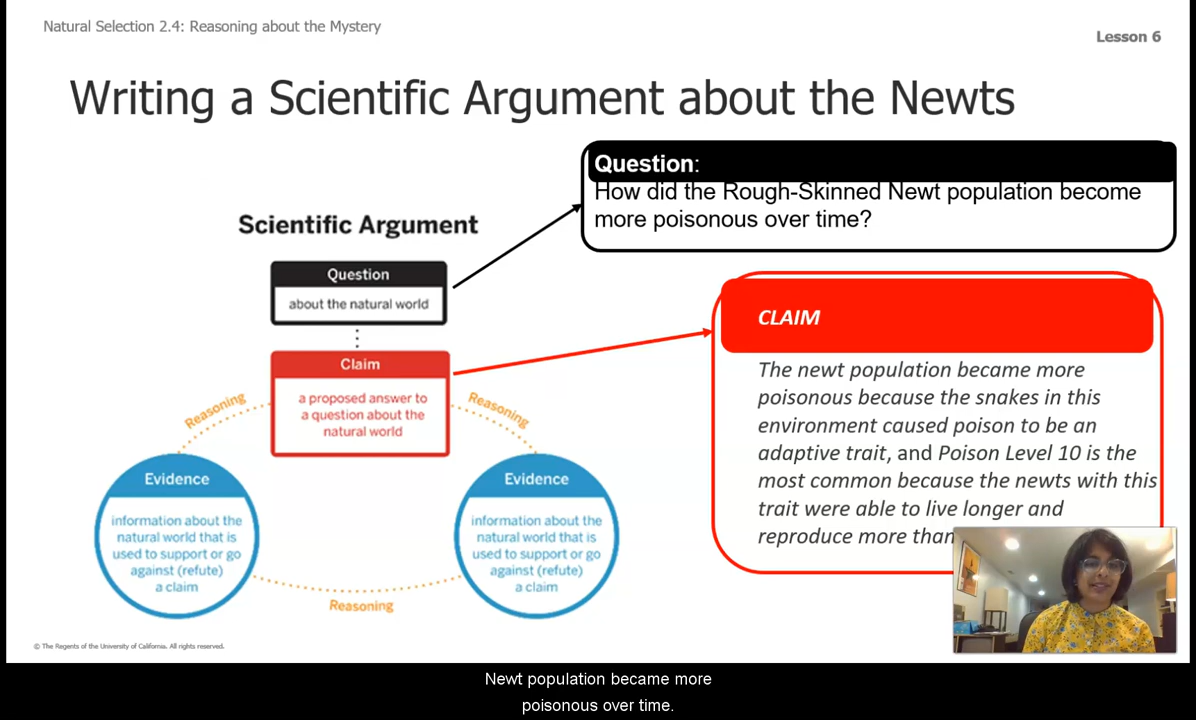 Natural Selection 2.4: Reasoning about the Mystery
Lesson 6
Writing a Scientific Argument about the Newts
Question:
How did the Rough-Skinned Newt population become
more poisonous over time?
Scientific Argument
Question
about the natural world
Claim
a proposed answer to
a question about the
natural world
Reasoning
Reasoning
Evidence
information about the
natural world that is
used to support or go
against (refute)
a claim
Evidence
information about the
natural world that is
used to support or go
against (refute)
a claim
Reasoning
CLAIM
The newt population became more
poisonous because the snakes in this
environment caused poison to be an
adaptive trait, and Poison Level 10 is the
most common because the newts with this
trait were able to live longer and
reproduce more than
© The Regents of the University of California. All rights reserved.
Newt population became more
poisonous over time.